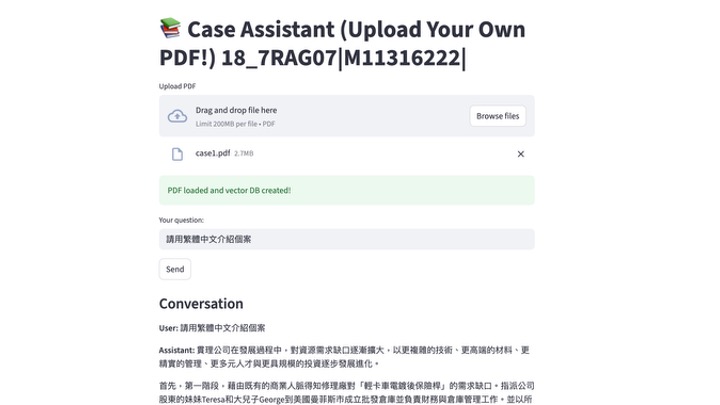 📚 Case Assistant (Upload Your Own
PDF!) 18_7RAG07|M11316222|
Upload PDF
Drag and drop file here
Limit 200MB per file • PDF
Browse files
case1.pdf 2.7MB
PDF loaded and vector DB created!
Your question:
請用繁體中文介紹個案
Send
Conversation
User: 請用繁體中文介紹個案
Assistant: 貫理公司在發展過程中，對資源需求缺口逐漸擴大，以更複雜的技術、更高端的材料、更
精實的管理、更多元人才與更具規模的投資逐步發展進化。
首先，第一階段，藉由既有的商業人脈得知修理廠對「輕卡車電鍍後保險桿」的需求缺口。指派公司
股東的妹妹Teresa和大兒子George到美國曼菲斯市成立批發倉庫並負責財務與倉庫管理工作。並以所